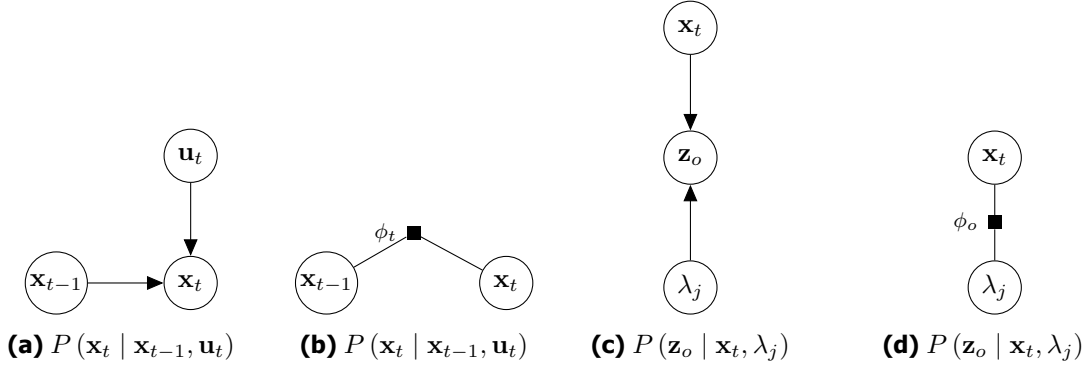 u_t
x_{t−1}
x_t
(a) P (x_t | x_{t−1}, u_t)
ϕ_t
x_{t−1}
x_t
(b) P (x_t | x_{t−1}, u_t)
x_t
z_o
λ_j
(c) P (z_o | x_t, λ_j)
x_t
ϕ_o
λ_j
(d) P (z_o | x_t, λ_j)